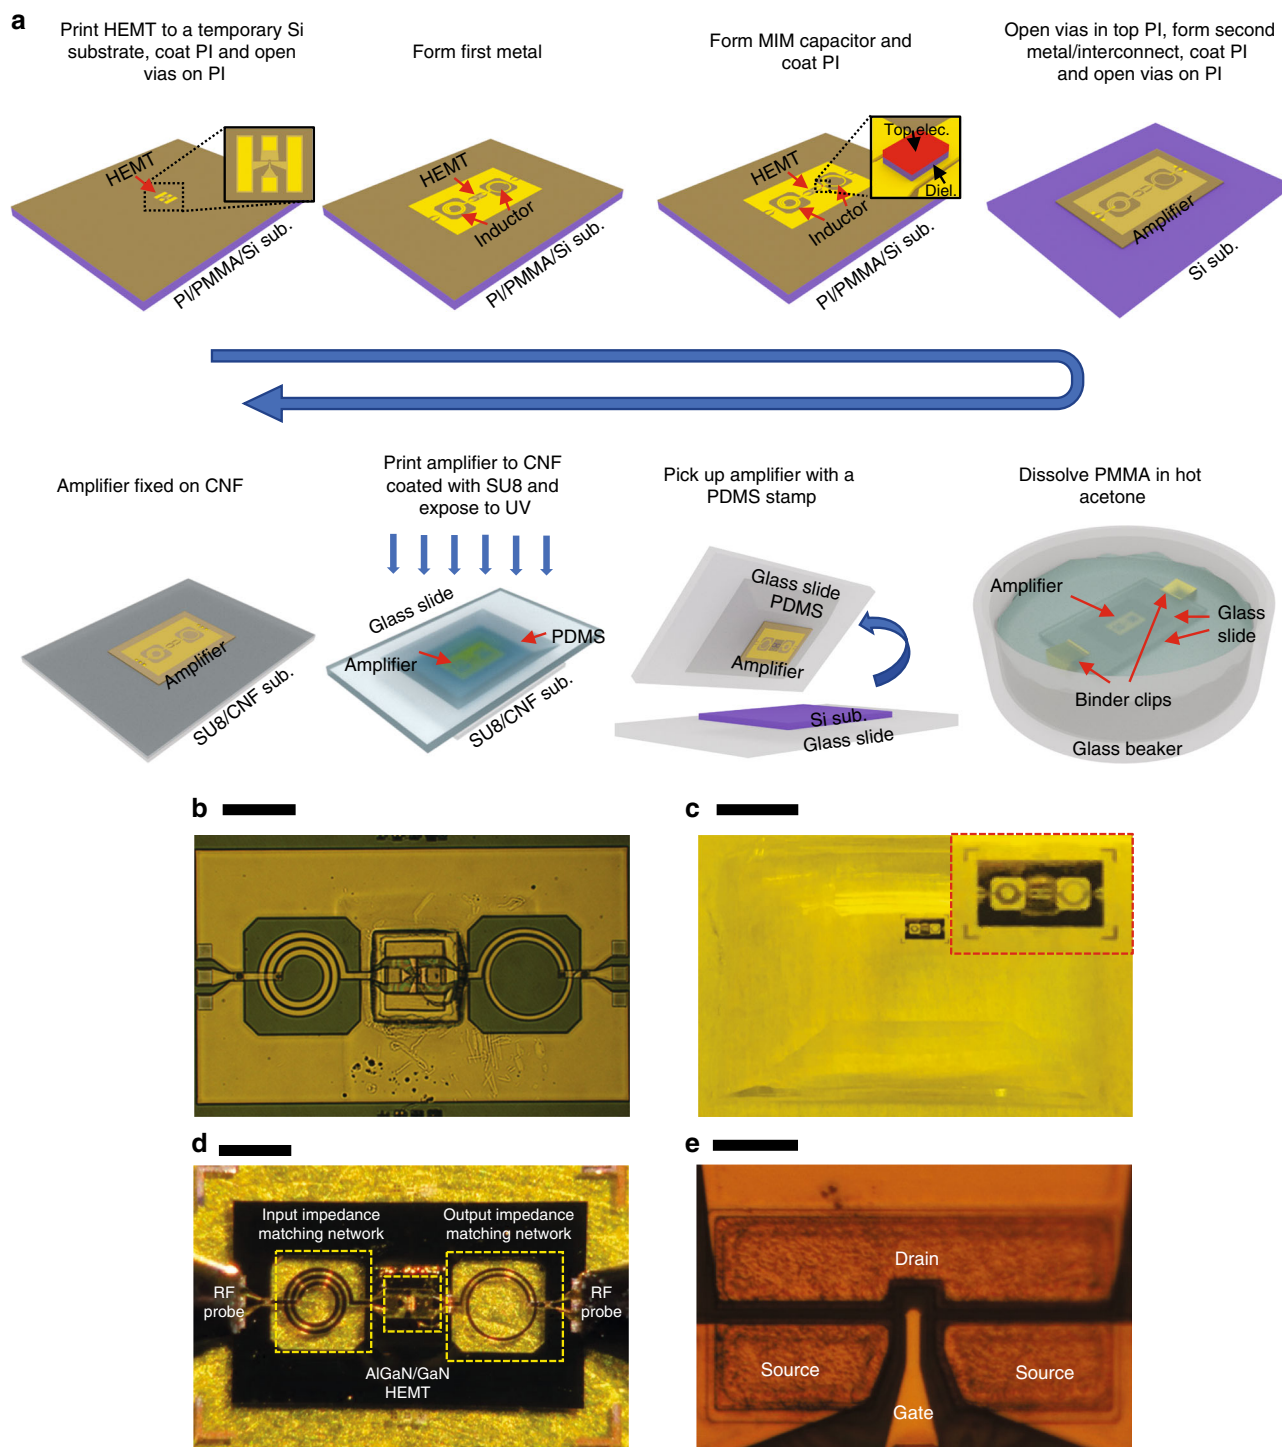 a
Print HEMT to a temporary Si
substrate, coat PI and open
vias on PI
Form first metal
Form MIM capacitor and
coat PI
Open vias in top PI, form second
metal/interconnect, coat PI
and open vias on PI
HEMT
PI/PMMA/Si sub.
HEMT
Inductor
PI/PMMA/Si sub.
Top elec.
Diel.
HEMT
Inductor
PI/PMMA/Si sub.
Amplifier
Si sub.
Amplifier fixed on CNF
Print amplifier to CNF
coated with SU8 and
expose to UV
Pick up amplifier with a
PDMS stamp
Dissolve PMMA in hot
acetone
Amplifier
SU8/CNF sub.
Glass slide
PDMS
Amplifier
SU8/CNF sub.
Glass slide
PDMS
Amplifier
Si sub.
Glass slide
Amplifier
Glass
slide
Binder clips
Glass beaker
b
c
d
Input impedance
matching network
Output impedance
matching network
RF
probe
RF
probe
AlGaN/GaN
HEMT
e
Drain
Source
Source
Gate